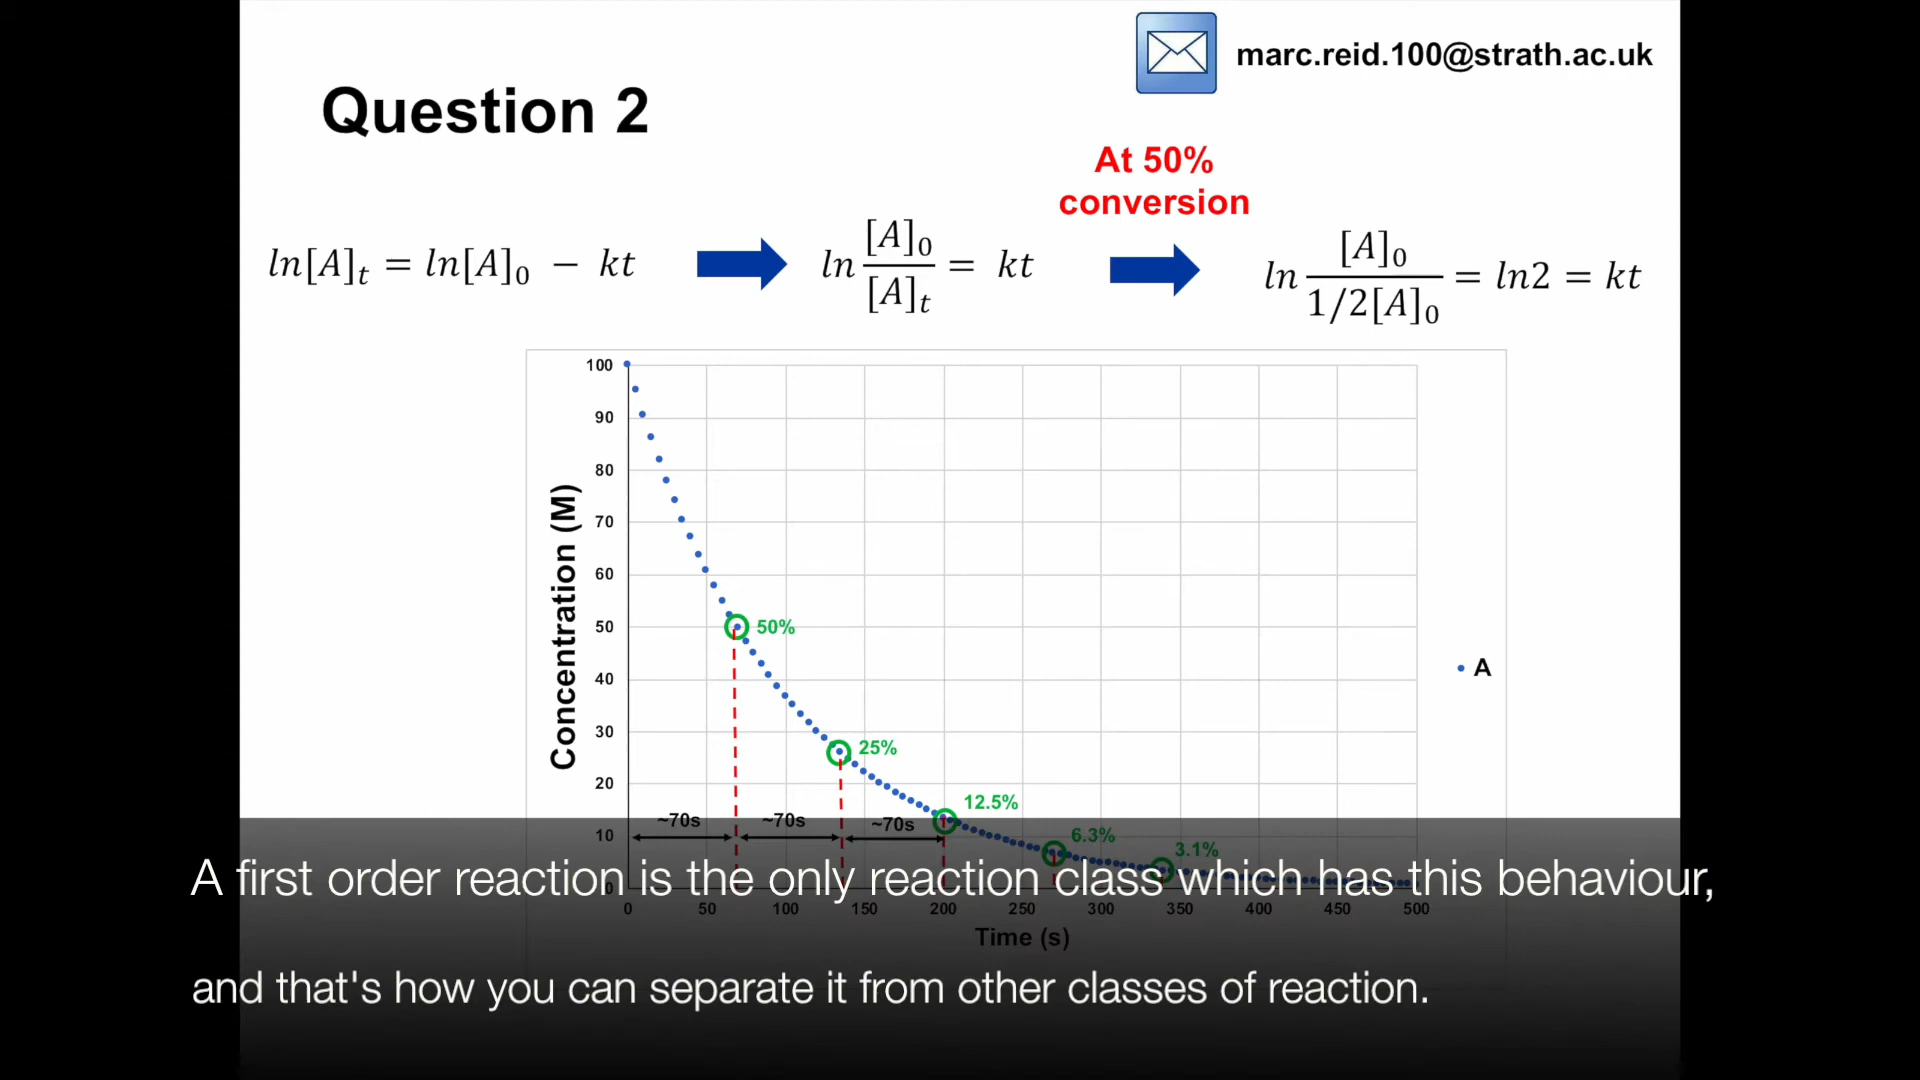 marc.reid.100@strath.ac.uk
Question 2
At 50%
conversion
ln[A]t = ln[A]0 − kt
ln [A]0/[A]t = kt
ln [A]0/1/2[A]0 = ln2 = kt
Concentration (M)
100
90
80
70
60
50
40
30
20
10
0
50%
25%
12.5%
6.3%
3.1%
~70s
~70s
~70s
A
0 50 100 150 200 250 300 350 400 450 500
Time (s)
A first order reaction is the only reaction class which has this behaviour,
and that's how you can separate it from other classes of reaction.